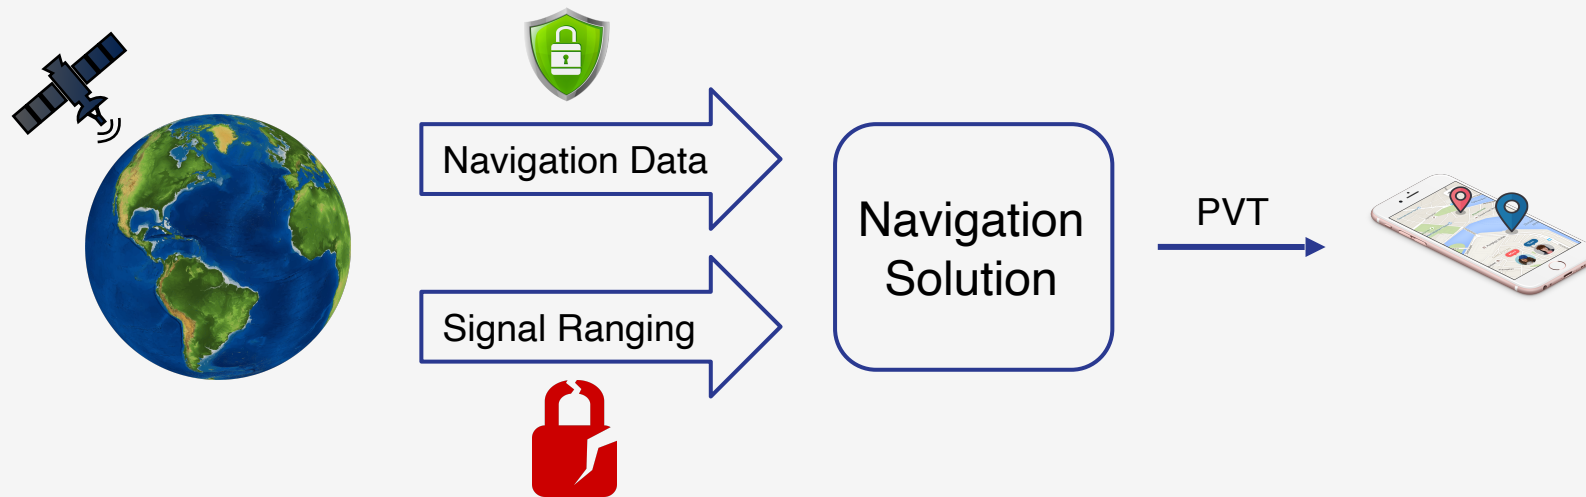 Navigation Data
Signal Ranging
Navigation
Solution
PVT